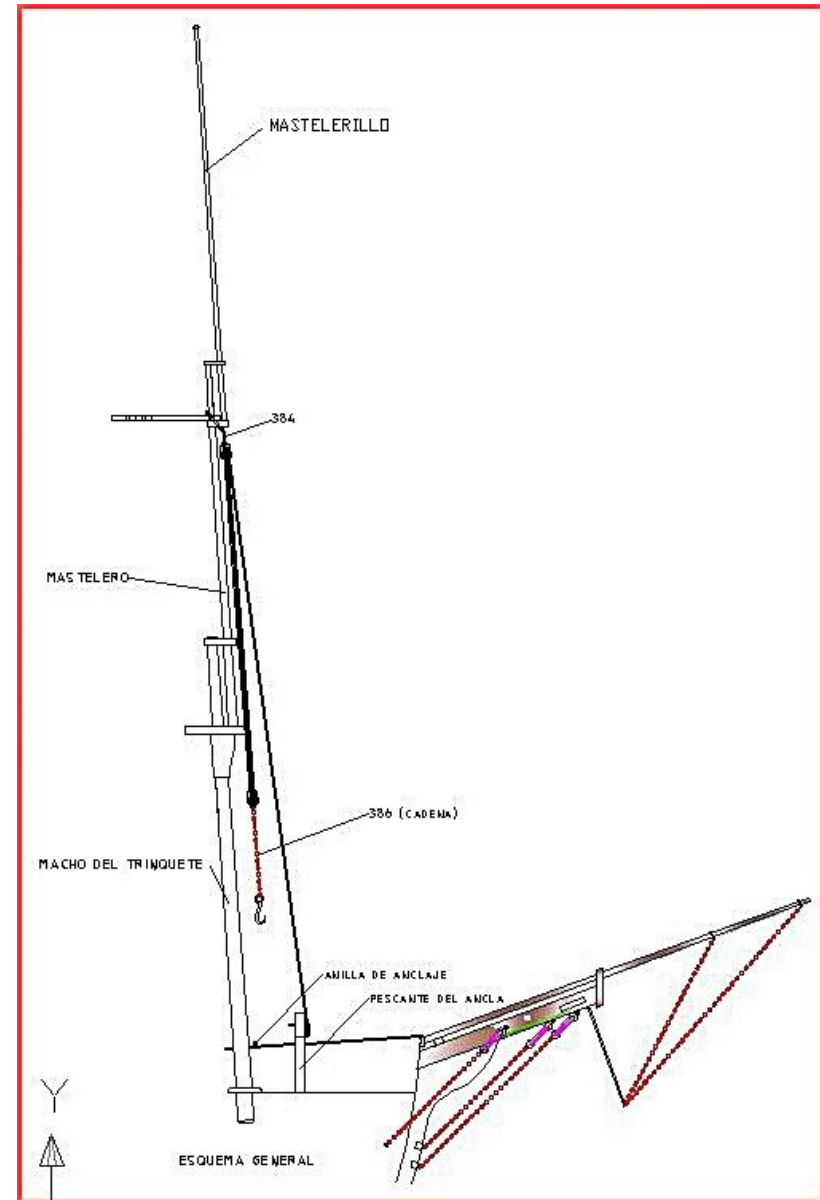 MASTELERILLO
384
MASTELERO
386 (CADENA)
MACHO DEL TRINQUETE
ANILLA DE ANCLAJE
PESCANTE DEL ANCLA
Y
ESQUEMA GENERAL